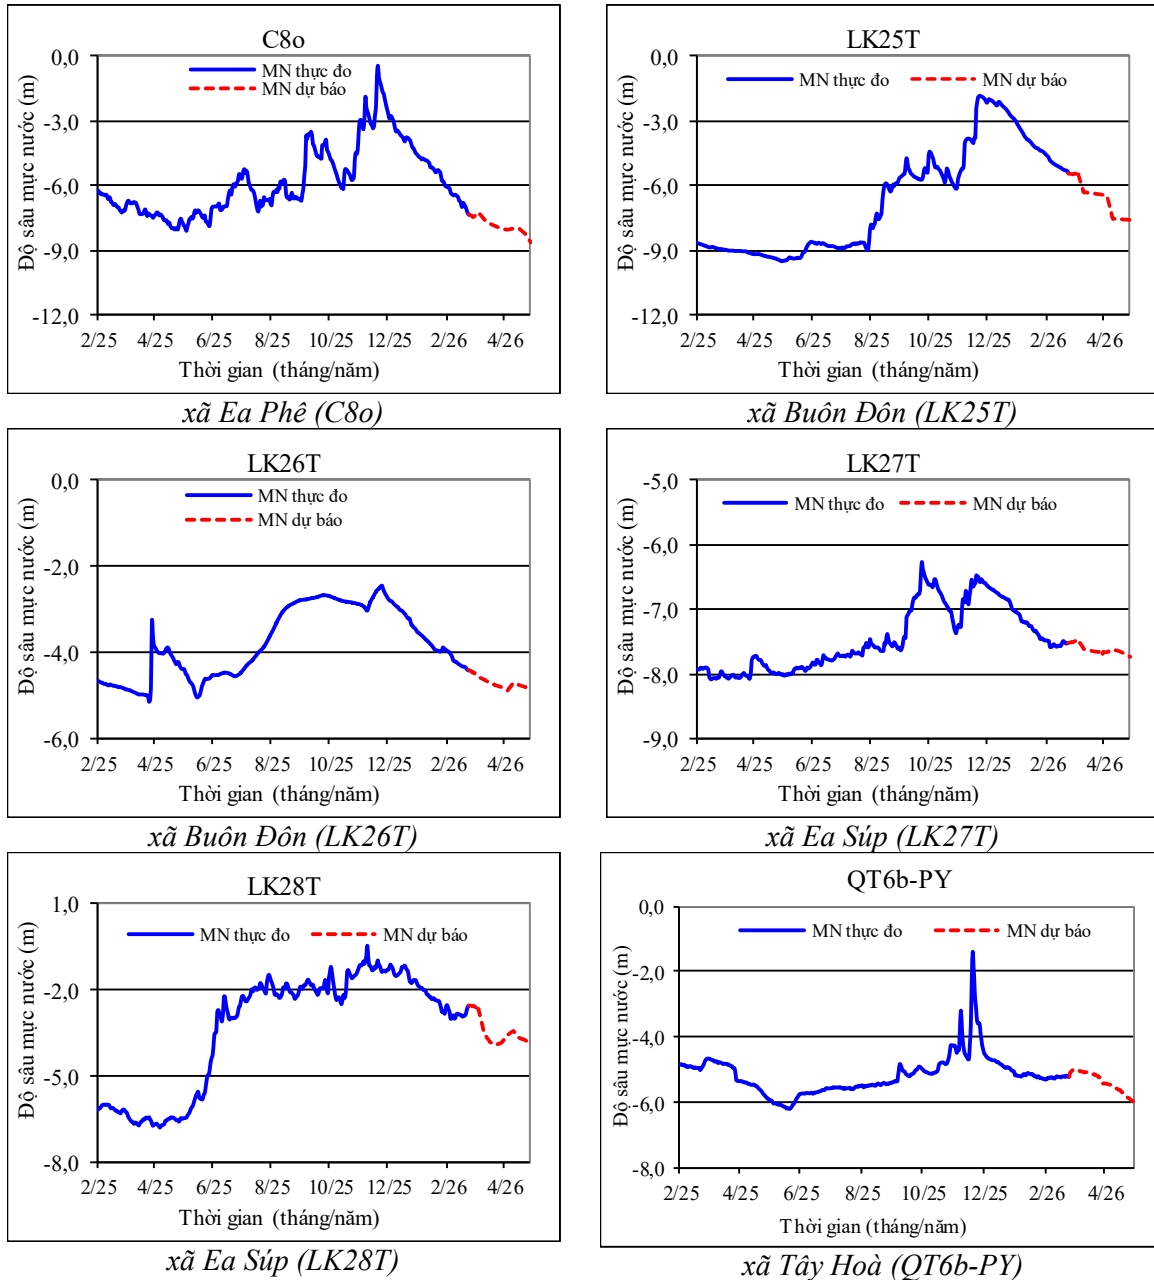 C8o
MN thực đo
MN dự báo
Độ sâu mực nước (m)
0,0
-3,0
-6,0
-9,0
-12,0
2/25 4/25 6/25 8/25 10/25 12/25 2/26 4/26
Thời gian (tháng/năm)
xã Ea Phê (C8o)
LK25T
MN thực đo MN dự báo
Độ sâu mực nước (m)
0,0
-3,0
-6,0
-9,0
-12,0
2/25 4/25 6/25 8/25 10/25 12/25 2/26 4/26
Thời gian (tháng/năm)
xã Buôn Đôn (LK25T)
LK26T
MN thực đo
MN dự báo
Độ sâu mực nước (m)
0,0
-2,0
-4,0
-6,0
2/25 4/25 6/25 8/25 10/25 12/25 2/26 4/26
Thời gian (tháng/năm)
xã Buôn Đôn (LK26T)
LK27T
MN thực đo MN dự báo
Độ sâu mực nước (m)
-5,0
-6,0
-7,0
-8,0
-9,0
2/25 4/25 6/25 8/25 10/25 12/25 2/26 4/26
Thời gian (tháng/năm)
xã Ea Súp (LK27T)
LK28T
MN thực đo MN dự báo
Độ sâu mực nước (m)
1,0
-2,0
-5,0
-8,0
2/25 4/25 6/25 8/25 10/25 12/25 2/26 4/26
Thời gian (tháng/năm)
xã Ea Súp (LK28T)
QT6b-PY
MN thực đo MN dự báo
Độ sâu mực nước (m)
0,0
-2,0
-4,0
-6,0
-8,0
2/25 4/25 6/25 8/25 10/25 12/25 2/26 4/26
Thời gian (tháng/năm)
xã Tây Hoà (QT6b-PY)